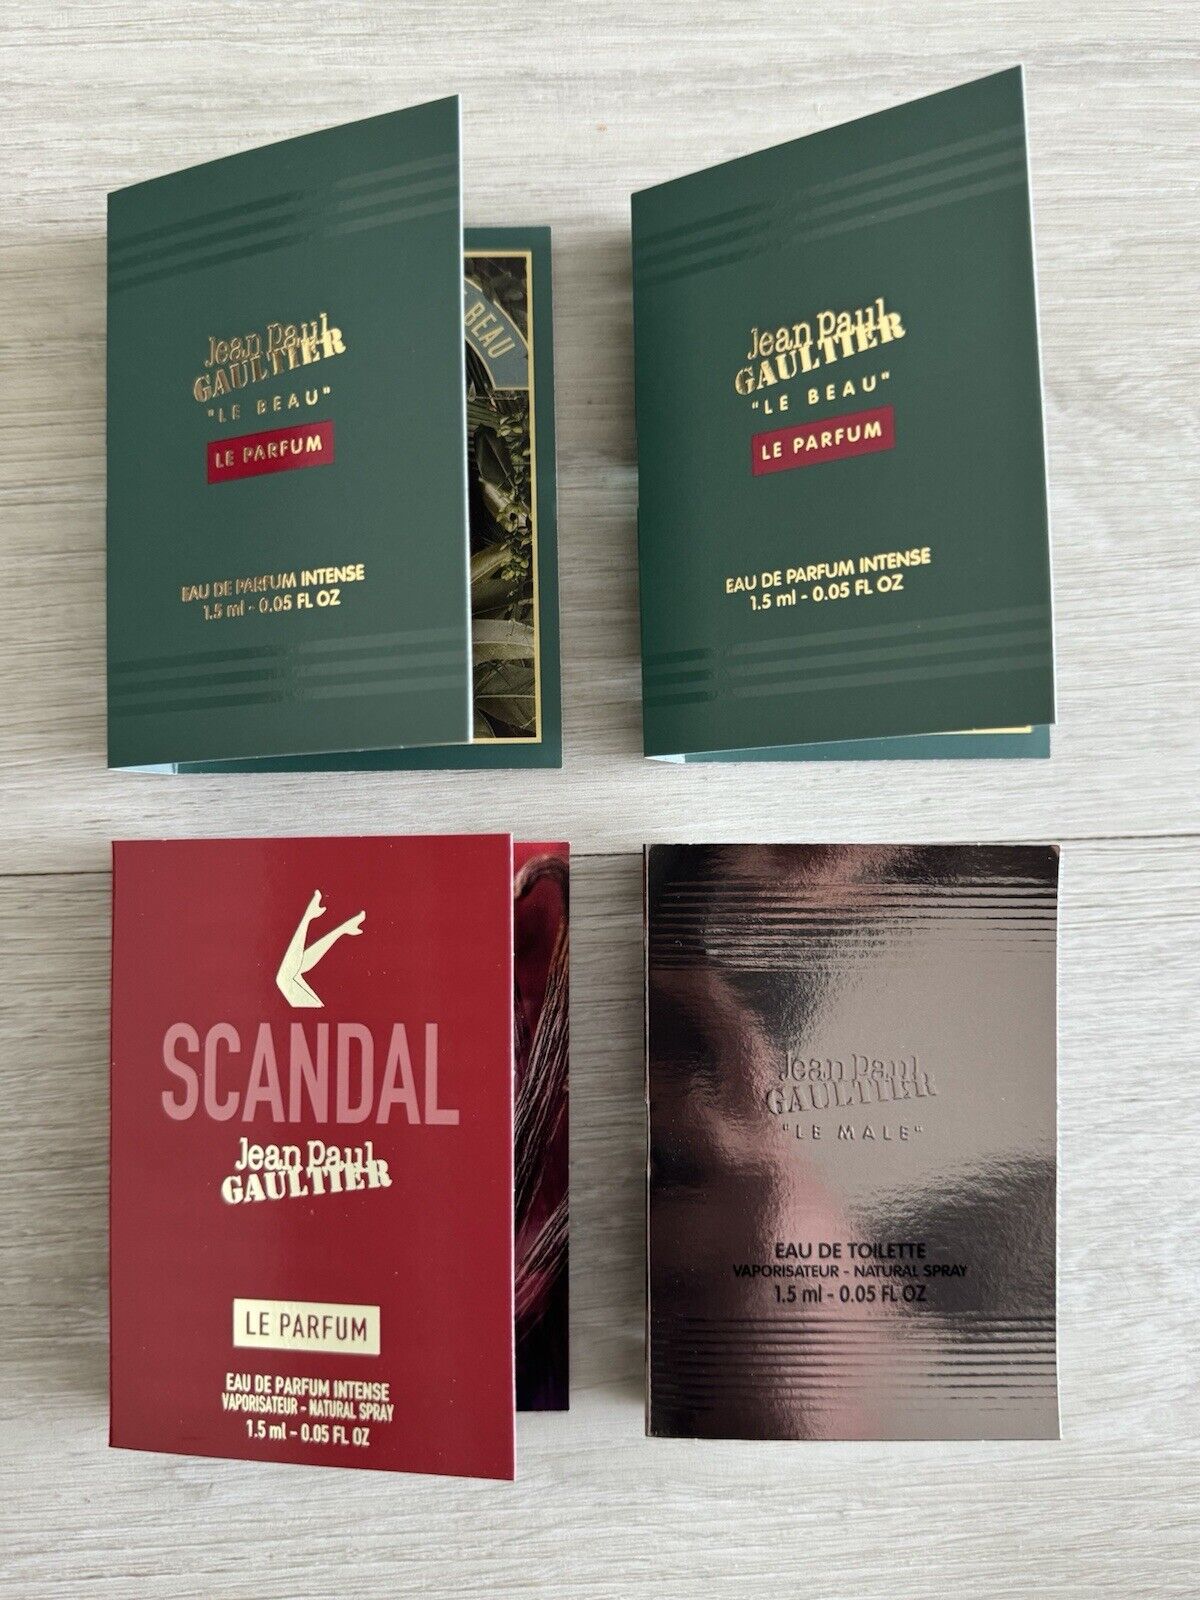 Jean Paul
GAULTIER
"LE BEAU"
LE PARFUM
EAU DE PARFUM INTENSE
1.5 ml - 0.05 FL OZ
BEAU
Jean Paul
GAULTIER
"LE BEAU"
LE PARFUM
EAU DE PARFUM INTENSE
1.5 ml - 0.05 FL OZ
SCANDAL
Jean Paul
GAULTIER
LE PARFUM
EAU DE PARFUM INTENSE
VAPORISATEUR - NATURAL SPRAY
1.5 ml - 0.05 FL OZ
Jean Paul
GAULTIER
"LE MALE"
EAU DE TOILETTE
VAPORISATEUR - NATURAL SPRAY
1.5 ml - 0.05 FL OZ